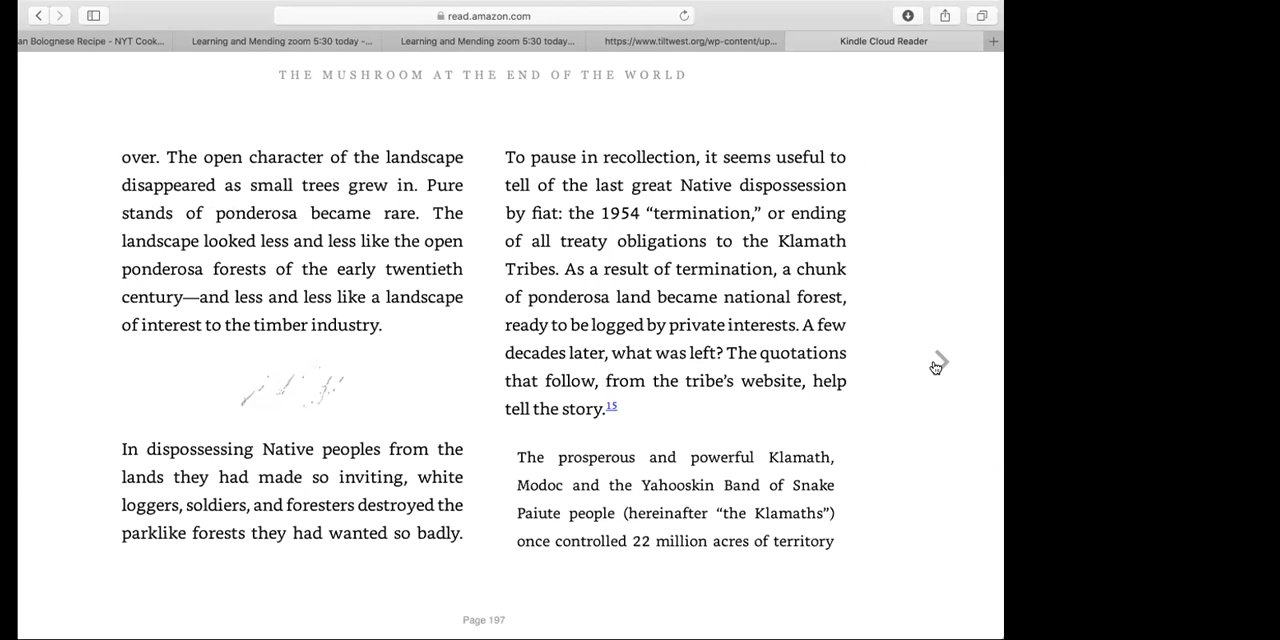 read.amazon.com
an Bolognese Recipe - NYT Cook...
Learning and Mending zoom 5:30 today -...
Learning and Mending zoom 5:30 today...
https://www.tiltwest.org/wp-content/up...
Kindle Cloud Reader
THE MUSHROOM AT THE END OF THE WORLD
over. The open character of the landscape
disappeared as small trees grew in. Pure
stands of ponderosa became rare. The
landscape looked less and less like the open
ponderosa forests of the early twentieth
century—and less and less like a landscape
of interest to the timber industry.
In dispossessing Native peoples from the
lands they had made so inviting, white
loggers, soldiers, and foresters destroyed the
parklike forests they had wanted so badly.
To pause in recollection, it seems useful to
tell of the last great Native dispossession
by fiat: the 1954 “termination,” or ending
of all treaty obligations to the Klamath
Tribes. As a result of termination, a chunk
of ponderosa land became national forest,
ready to be logged by private interests. A few
decades later, what was left? The quotations
that follow, from the tribe’s website, help
tell the story.15
The prosperous and powerful Klamath,
Modoc and the Yahooskin Band of Snake
Paiute people (hereinafter “the Klamaths”)
once controlled 22 million acres of territory
Page 197